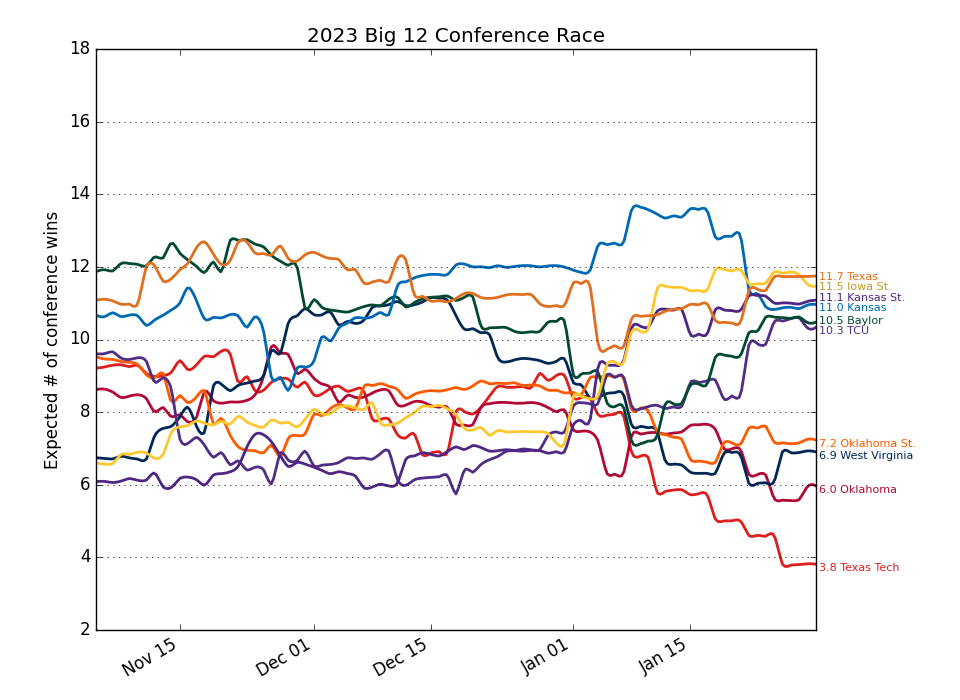 2023 Big 12 Conference Race
Expected # of conference wins
18
16
14
12
10
8
6
4
2
11.7 Texas
11.5 Iowa St.
11.1 Kansas St.
11.0 Kansas
10.5 Baylor
10.3 TCU
7.2 Oklahoma St.
6.9 West Virginia
6.0 Oklahoma
3.8 Texas Tech
Nov 15
Dec 01
Dec 15
Jan 01
Jan 15